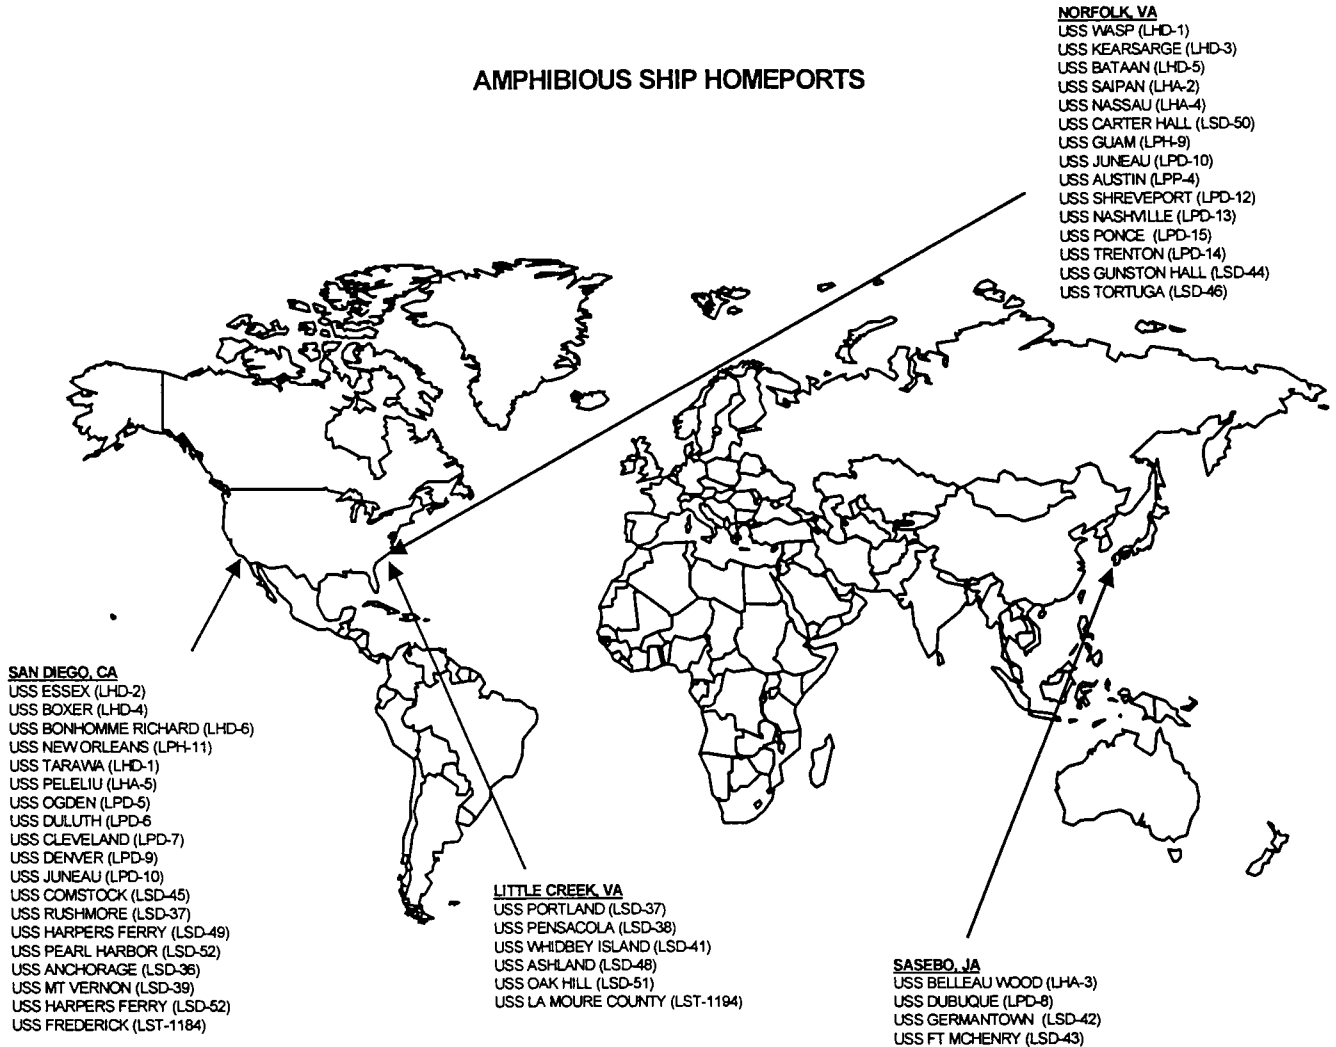 AMPHIBIOUS SHIP HOMEPORTS
NORFOLK, VA
USS WASP (LHD-1)
USS KEARSARGE (LHD-3)
USS BATAAN (LHD-5)
USS SAIPAN (LHA-2)
USS NASSAU (LHA-4)
USS CARTER HALL (LSD-50)
USS GUAM (LPH-9)
USS JUNEAU (LPD-10)
USS AUSTIN (LPP-4)
USS SHREVEPORT (LPD-12)
USS NASHVILLE (LPD-13)
USS PONCE (LPD-15)
USS TRENTON (LPD-14)
USS GUNSTON HALL (LSD-44)
USS TORTUGA (LSD-46)
SAN DIEGO, CA
USS ESSEX (LHD-2)
USS BOXER (LHD-4)
USS BONHOMME RICHARD (LHD-6)
USS NEW ORLEANS (LPH-11)
USS TARAWA (LHD-1)
USS PELELIU (LHA-5)
USS OGDEN (LPD-5)
USS DULUTH (LPD-6
USS CLEVELAND (LPD-7)
USS DENVER (LPD-9)
USS JUNEAU (LPD-10)
USS COMSTOCK (LSD-45)
USS RUSHMORE (LSD-37)
USS HARPERS FERRY (LSD-49)
USS PEARL HARBOR (LSD-52)
USS ANCHORAGE (LSD-36)
USS MT VERNON (LSD-39)
USS HARPERS FERRY (LSD-52)
USS FREDERICK (LST-1184)
LITTLE CREEK, VA
USS PORTLAND (LSD-37)
USS PENSACOLA (LSD-38)
USS WHIDBEY ISLAND (LSD-41)
USS ASHLAND (LSD-48)
USS OAK HILL (LSD-51)
USS LA MOURE COUNTY (LST-1194)
SASEBO, JA
USS BELLEAU WOOD (LHA-3)
USS DUBUQUE (LPD-8)
USS GERMANTOWN (LSD-42)
USS FT MCHENRY (LSD-43)